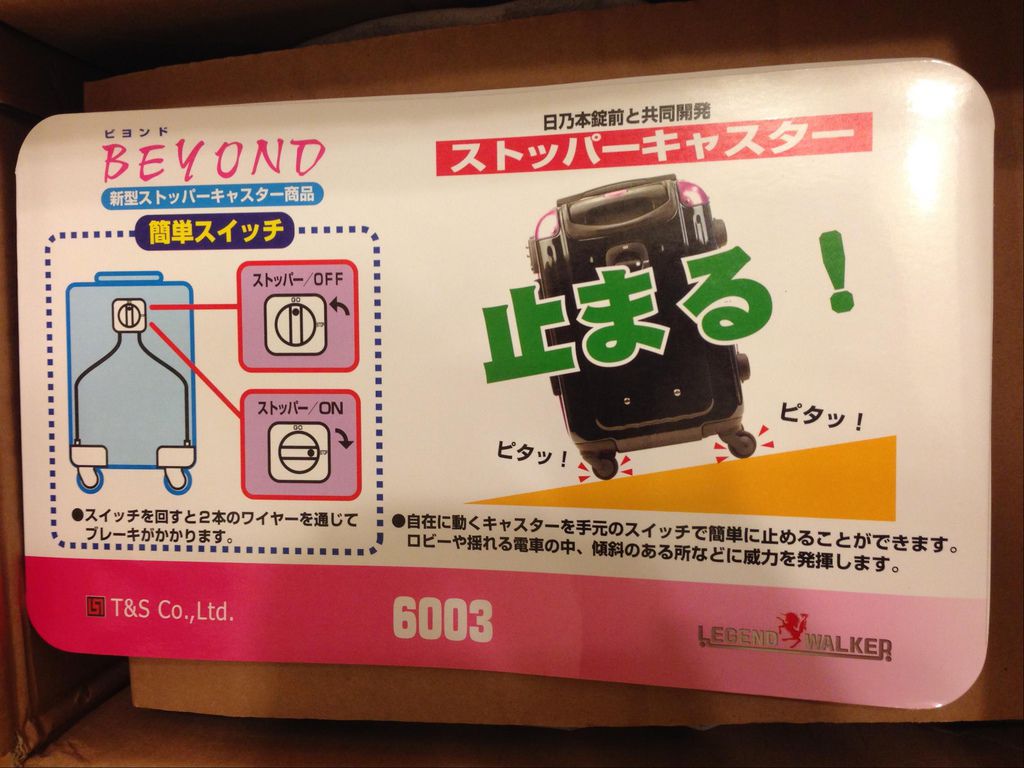 ビヨンド
BEYOND
新型ストッパーキャスター商品
簡単スイッチ
ストッパー/OFF
GO
STOP
ストッパー/ON
GO
STOP
●スイッチを回すと2本のワイヤーを通じて
ブレーキがかかります。
日乃本錠前と共同開発
ストッパーキャスター
止まる!
ピタッ!
ピタッ!
●自在に動くキャスターを手元のスイッチで簡単に止めることができます。
ロビーや揺れる電車の中、傾斜のある所などに威力を発揮します。
T&S Co.,Ltd.
6003
LEGEND WALKER